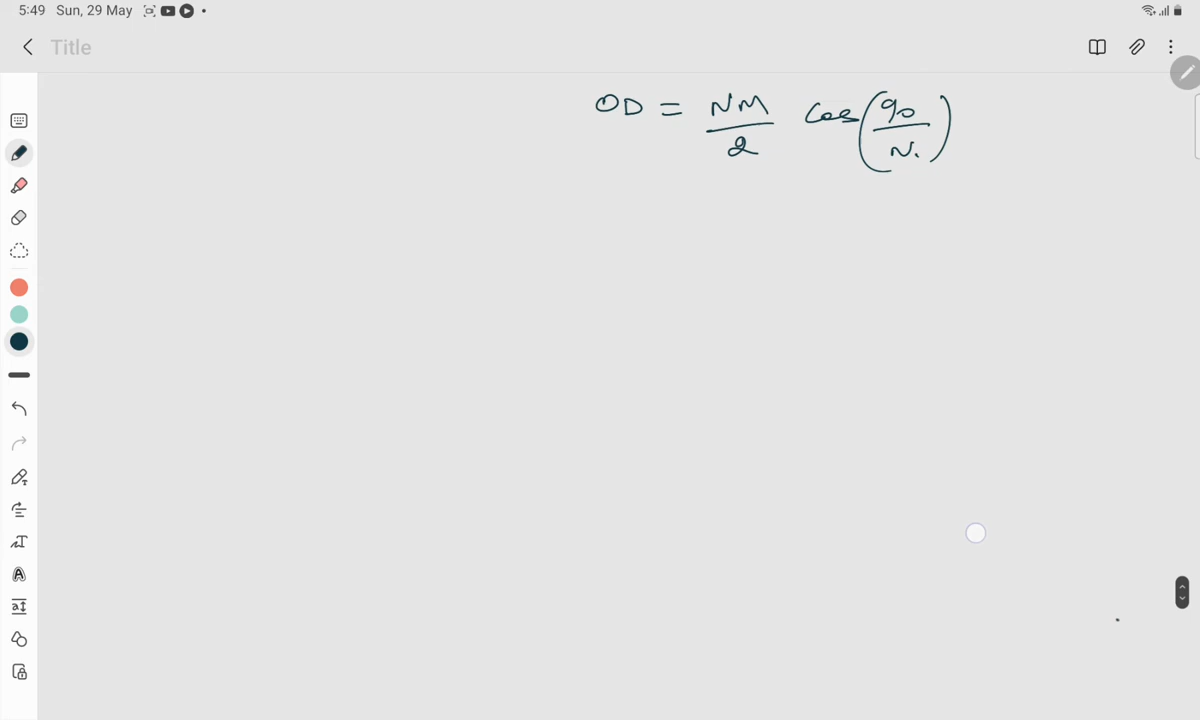 5:49 Sun, 29 May
Title
OD = NM/2 Cos(90/N.)